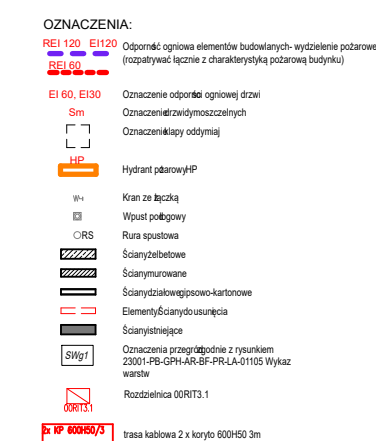 OZNACZENIA:
REI 120 EI120
Odporność ogniowa elementów budowlanych- wydzielenie pożarowe
(rozpatrywać łącznie z charakterystyką pożarową budynku)
REI 60
EI 60, EI30 Oznaczenie odporności ogniowej drzwi
Sm Oznaczenie drzwi dymoszczelnych
Oznaczenie klapy oddymiaj
HP
Hydrant pożarowy HP
W Kran ze łączką
Wpust podłogowy
RS Rura spustowa
Ściany żelbetowe
Ściany murowane
Ściany działowe gipsowo-kartonowe
Elementy Ściany do usunięcia
Ściany istniejące
SWg1 Oznaczenia przegród zgodnie z rysunkiem
23001-PB-GPH-AR-BF-PR-LA-01105 Wykaz
warstw
Rozdzielnica 00RIT3.1
00RIT3.1
2x KP 600H50/3 trasa kablowa 2 x koryto 600H50 3m